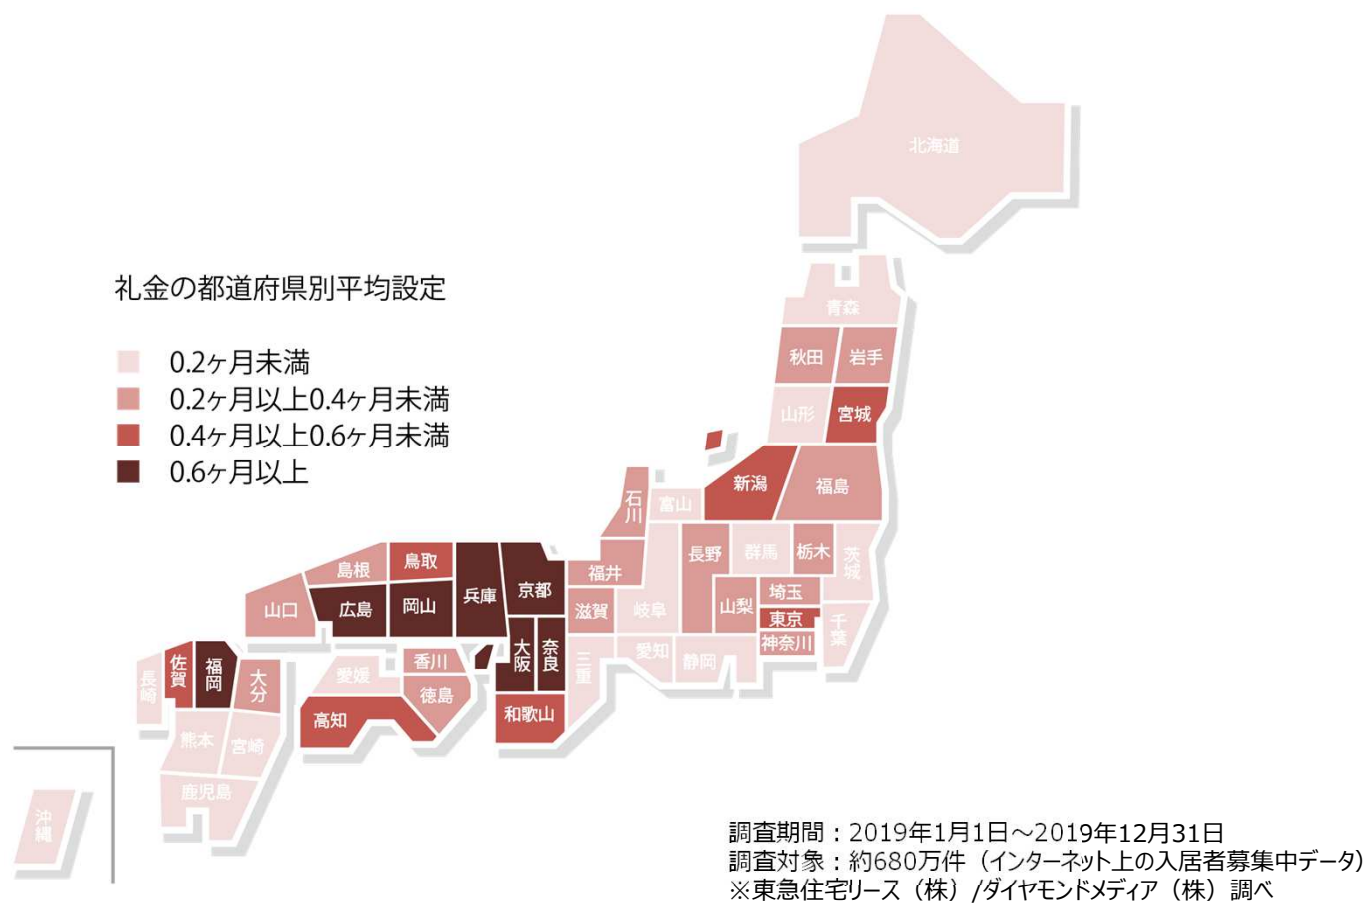 北海道
礼金の都道府県別平均設定
0.2ヶ月未満
0.2ヶ月以上0.4ヶ月未満
0.4ヶ月以上0.6ヶ月未満
0.6ヶ月以上
青森
秋田
岩手
山形
宮城
新潟
福島
石川
富山
長野
群馬
栃木
茨城
福井
岐阜
山梨
埼玉
東京
神奈川
千葉
島根
鳥取
兵庫
京都
滋賀
山口
広島
岡山
大阪
奈良
三重
愛知
静岡
和歌山
香川
愛媛
徳島
高知
長崎
佐賀
福岡
大分
熊本
宮崎
鹿児島
沖縄
調査期間：2019年1月1日～2019年12月31日
調査対象：約680万件（インターネット上の入居者募集中データ）
※東急住宅リース（株）/ダイヤモンドメディア（株）調べ